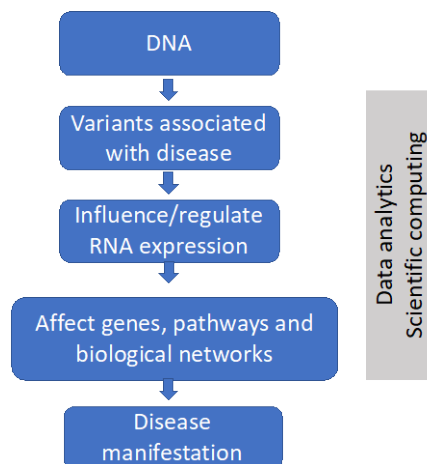 DNA
Variants associated
with disease
Influence/regulate
RNA expression
Affect genes, pathways and
biological networks
Disease
manifestation
Data analytics
Scientific computing